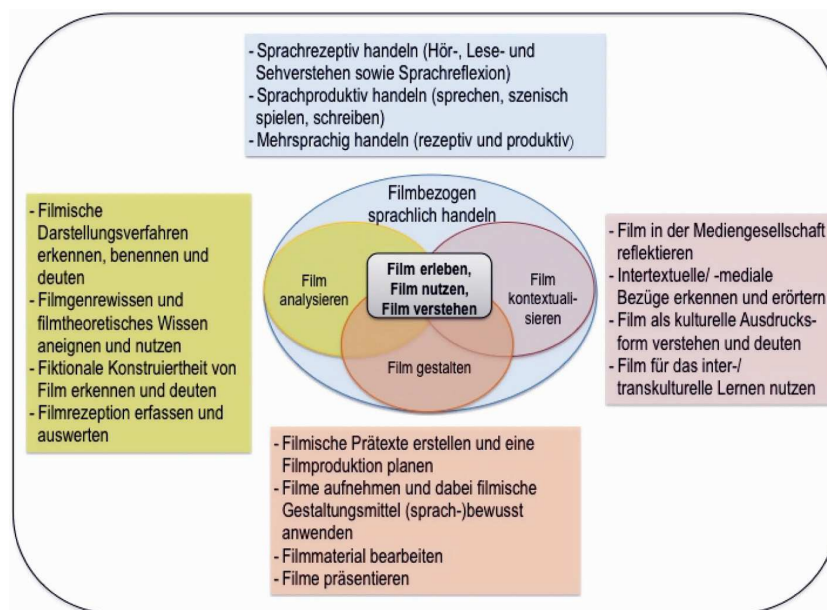 - Sprachrezeptiv handeln (Hör-, Lese- und
Sehverstehen sowie Sprachreflexion)
- Sprachproduktiv handeln (sprechen, szenisch
spielen, schreiben)
- Mehrsprachig handeln (rezeptiv und produktiv)
- Filmische
Darstellungsverfahren
erkennen, benennen und
deuten
- Filmgenrewissen und
filmtheoretisches Wissen
aneignen und nutzen
- Fiktionale Konstruiertheit von
Film erkennen und deuten
- Filmrezeption erfassen und
auswerten
Filmbezogen
sprachlich handeln
Film
analysieren
Film erleben,
Film nutzen,
Film verstehen
Film
kontextuali-
sieren
Film gestalten
- Film in der Mediengesellschaft
reflektieren
- Intertextuelle/ -mediale
Bezüge erkennen und erörtern
- Film als kulturelle Ausdrucks-
form verstehen und deuten
- Film für das inter-/
transkulturelle Lernen nutzen
- Filmische Prätexte erstellen und eine
Filmproduktion planen
- Filme aufnehmen und dabei filmische
Gestaltungsmittel (sprach-)bewusst
anwenden
- Filmmaterial bearbeiten
- Filme präsentieren